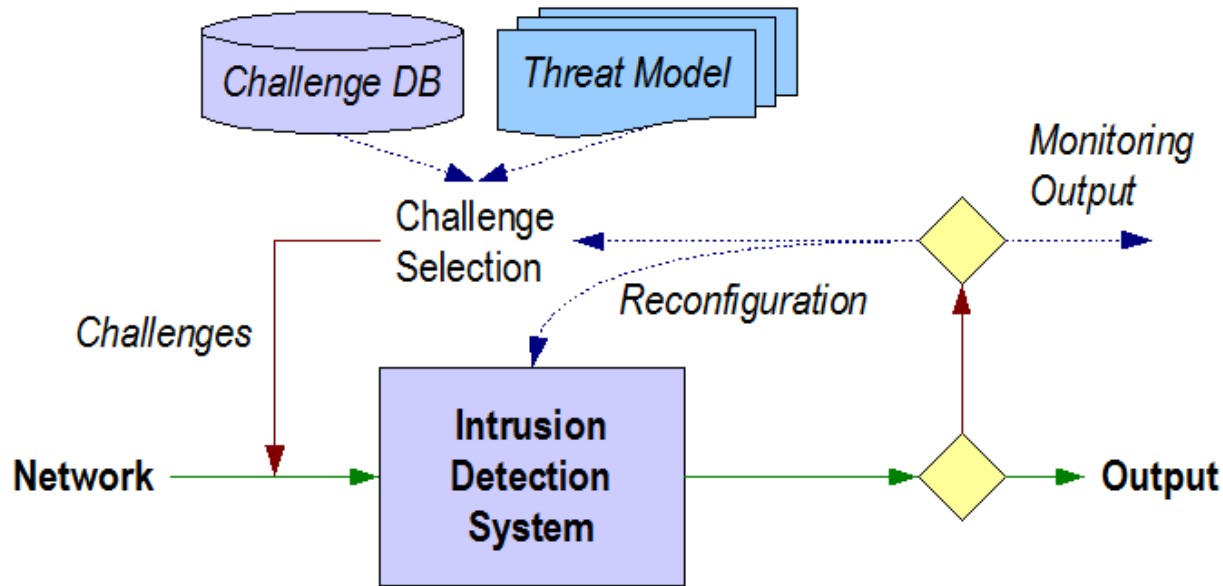 Challenge DB
Threat Model
Monitoring
Output
Challenge
Selection
Reconfiguration
Challenges
Intrusion
Detection
System
Network
Output